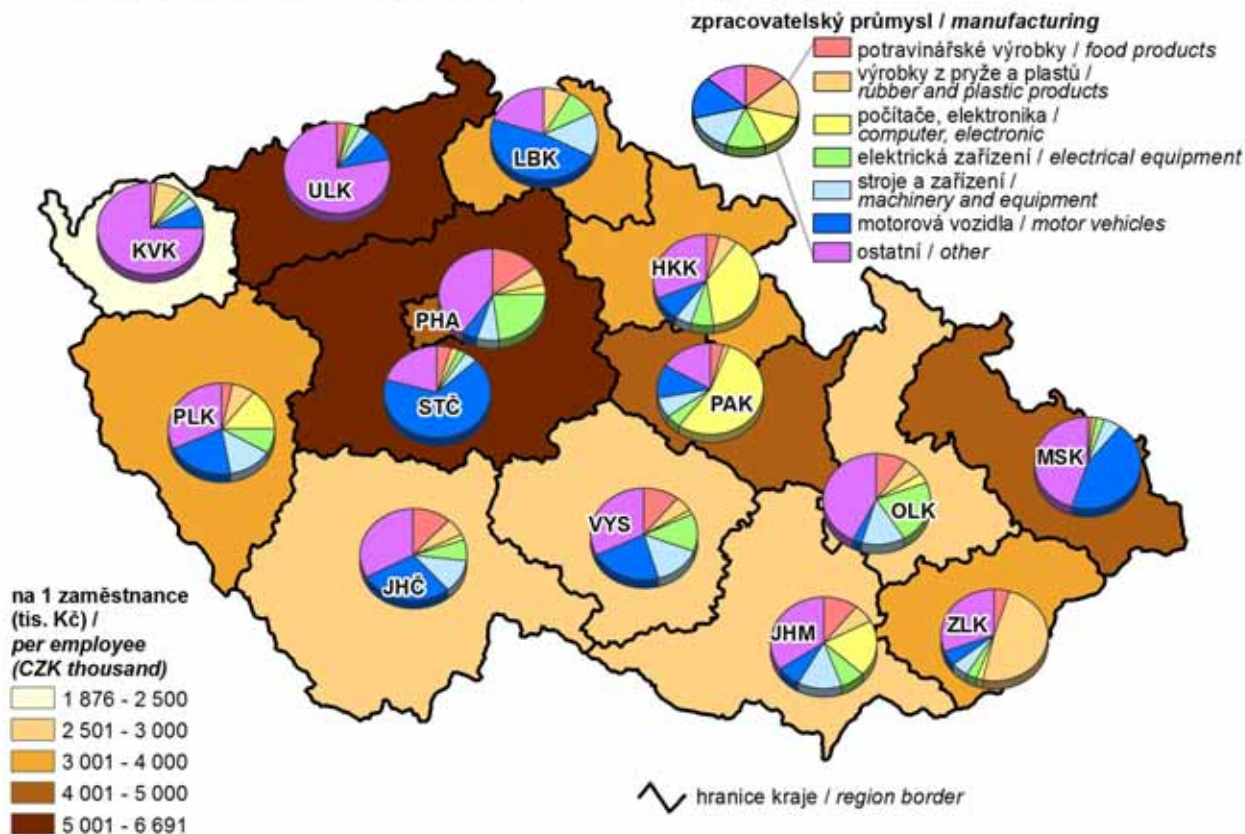 zpracovatelský průmysl / manufacturing
potravinářské výrobky / food products
výrobky z pryže a plastů /
rubber and plastic products
počítače, elektronika /
computer, electronic
elektrická zařízení / electrical equipment
stroje a zařízení /
machinery and equipment
motorová vozidla / motor vehicles
ostatní / other
LBK
ULK
KVK
HKK
PHA
STČ
PAK
PLK
MSK
OLK
VYS
JHČ
JHM
ZLK
na 1 zaměstnance
(tis. Kč) /
per employee
(CZK thousand)
1 876 - 2 500
2 501 - 3 000
3 001 - 4 000
4 001 - 5 000
5 001 - 6 691
hranice kraje / region border